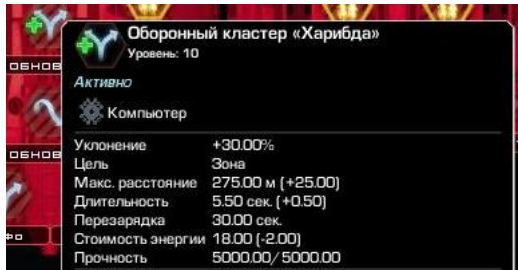 Оборонный кластер «Харибда»
Уровень: 10
ОБНОВ
Активно
Компьютер
ОБНОВ
Уклонение +30.00%
Цель Зона
Макс. расстояние 275.00 м (+25.00)
Длительность 5.50 сек. (+0.50)
Перезарядка 30.00 сек.
Стоимость энергии 18.00 (-2.00)
Прочность 5000.00/5000.00